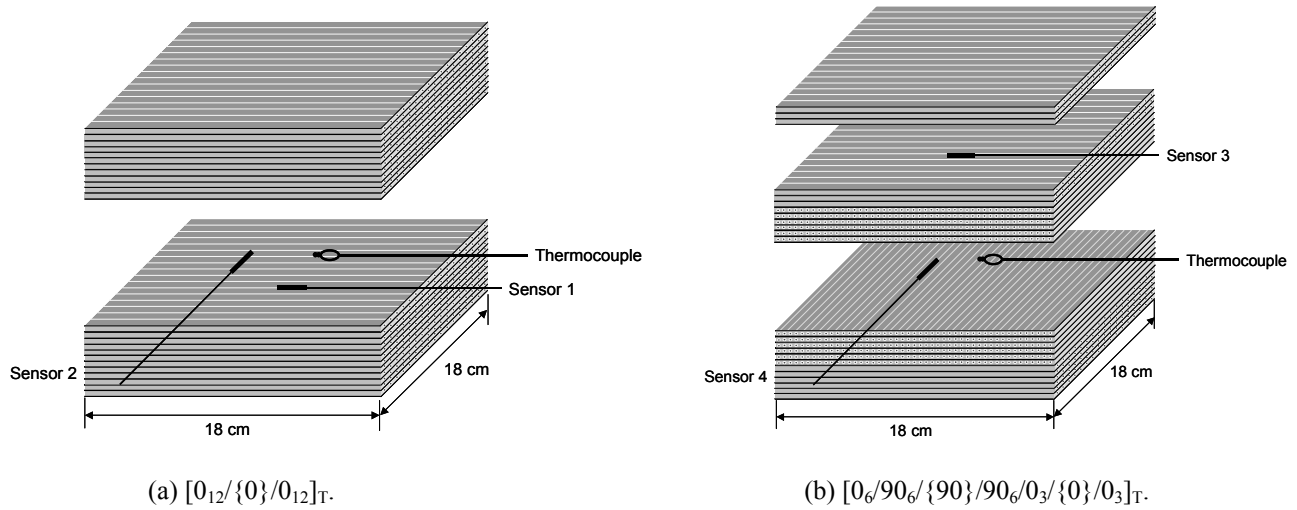 Thermocouple
Sensor 1
Sensor 2
18 cm
18 cm
(a) [0₁₂/{0}/0₁₂]T.
Sensor 3
Thermocouple
Sensor 4
18 cm
18 cm
(b) [0₆/90₆/{90}/90₆/0₃/{0}/0₃]T.